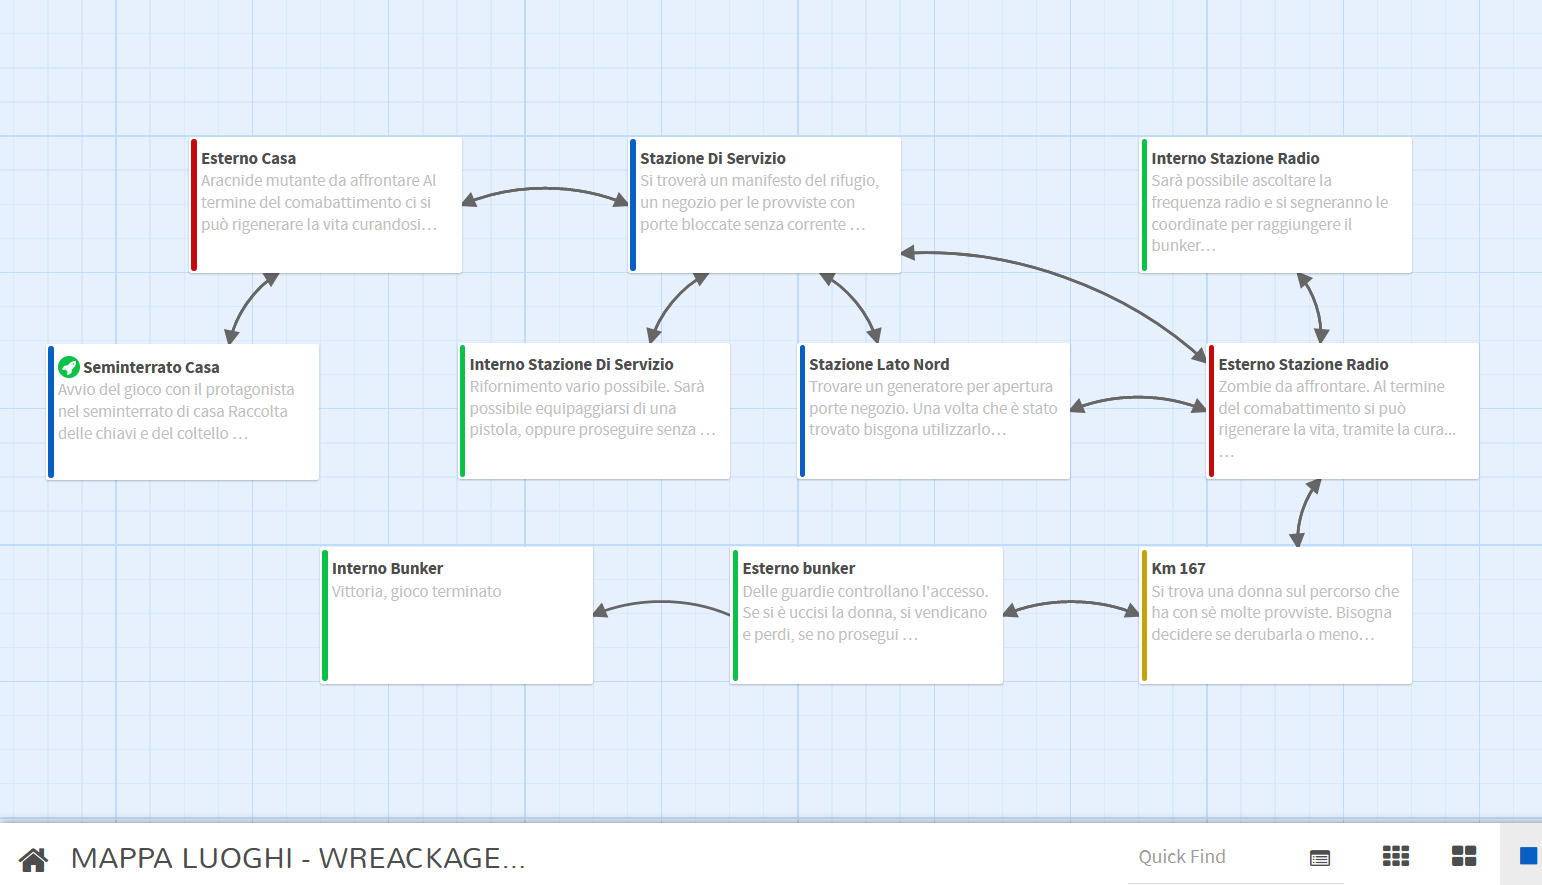 Esterno Casa
Aracnide mutante da affrontare Al
termine del comabattimento ci si
può rigenerare la vita curandosi…
Stazione Di Servizio
Si troverà un manifesto del rifugio,
un negozio per le provviste con
porte bloccate senza corrente …
Interno Stazione Radio
Sarà possibile ascoltare la
frequenza radio e si segneranno le
coordinate per raggiungere il
bunker…
Seminterrato Casa
Avvio del gioco con il protagonista
nel seminterrato di casa Raccolta
delle chiavi e del coltello …
Interno Stazione Di Servizio
Rifornimento vario possibile. Sarà
possibile equipaggiarsi di una
pistola, oppure proseguire senza …
Stazione Lato Nord
Trovare un generatore per apertura
porte negozio. Una volta che è stato
trovato bisgona utilizzarlo…
Esterno Stazione Radio
Zombie da affrontare. Al termine
del comabattimento si può
rigenerare la vita, tramite la cura...
…
Interno Bunker
Vittoria, gioco terminato
Esterno bunker
Delle guardie controllano l'accesso.
Se si è uccisi la donna, si vendicano
e perdi, se no prosegui …
Km 167
Si trova una donna sul percorso che
ha con sè molte provviste. Bisogna
decidere se derubarla o meno…
MAPPA LUOGHI - WREACKAGE…
Quick Find